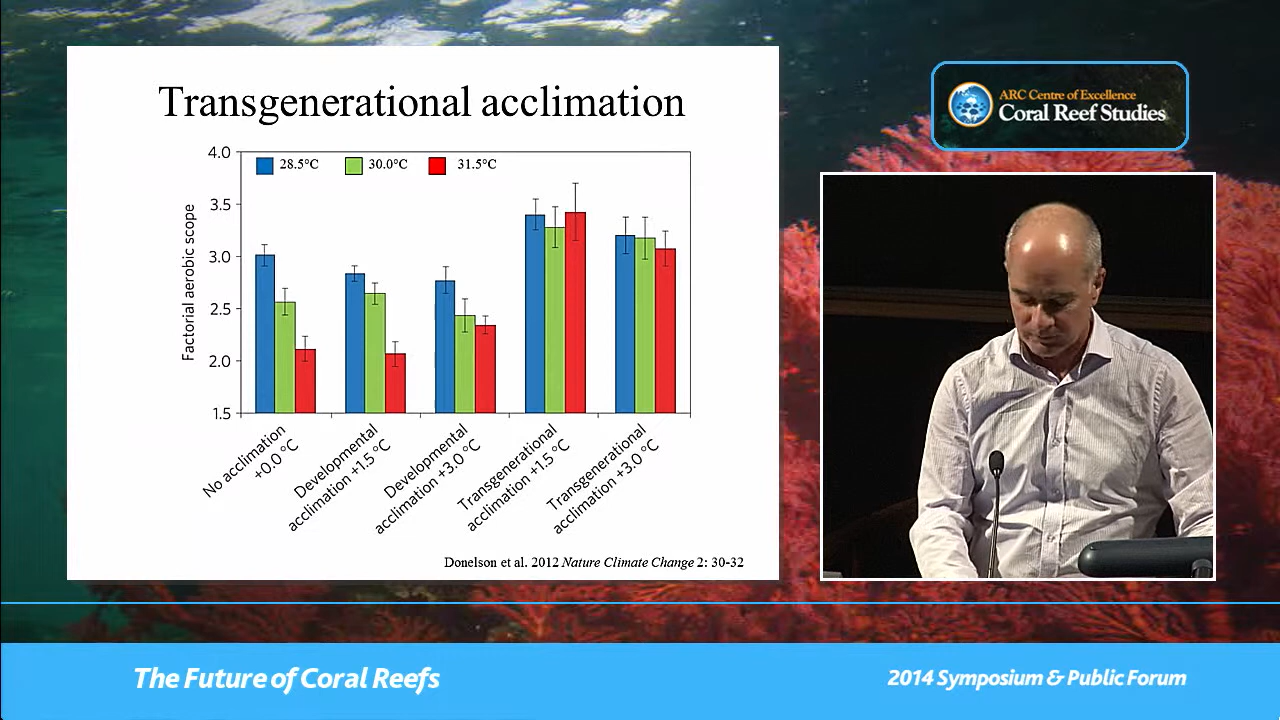 Transgenerational acclimation
4.0
3.5
3.0
2.5
2.0
1.5
Factorial aerobic scope
28.5°C 30.0°C 31.5°C
No acclimation
+0.0 °C
Developmental
acclimation +1.5 °C
Developmental
acclimation +3.0 °C
Transgenerational
acclimation +1.5 °C
Transgenerational
acclimation +3.0 °C
Donelson et al. 2012 Nature Climate Change 2: 30-32
ARC Centre of Excellence
Coral Reef Studies
The Future of Coral Reefs
2014 Symposium & Public Forum